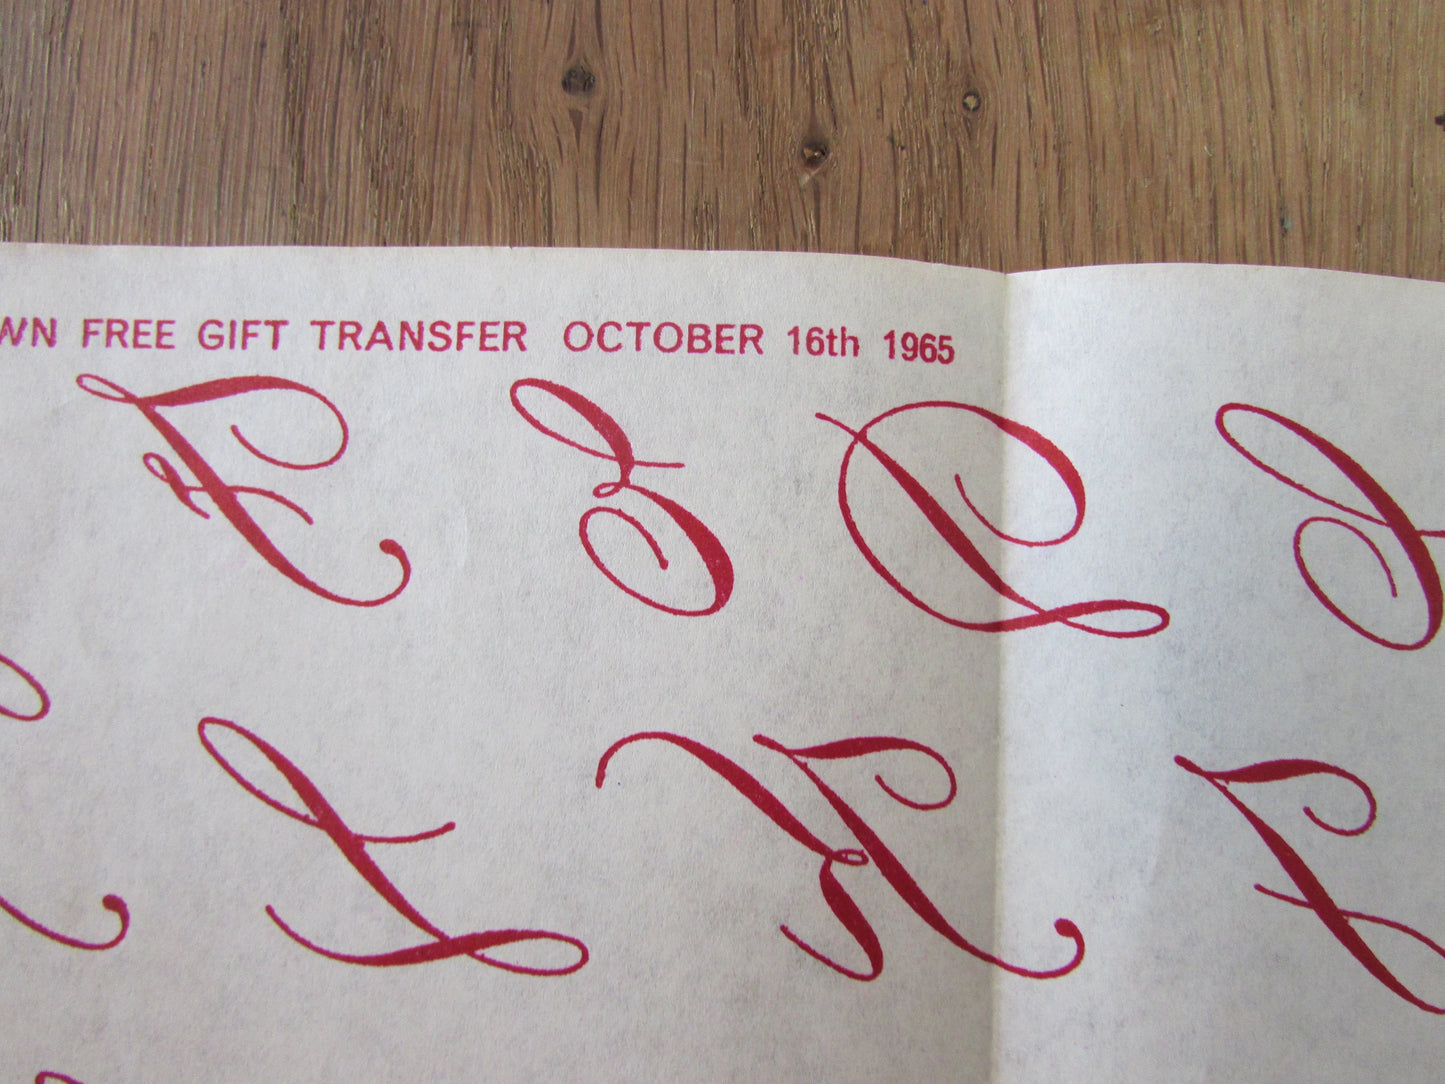 WN FREE GIFT TRANSFER OCTOBER 16th 1965
F E D C
L K J